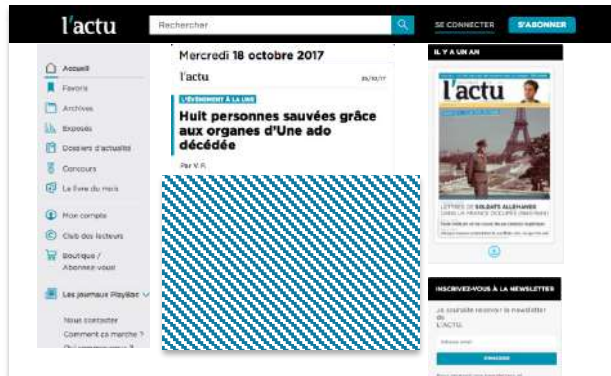 l'actu
Rechercher
SE CONNECTER
S'ABONNER
Accueil
Favoris
Archives
Exposés
Dossiers d'actualité
Concours
Le livre du mois
Mon compte
Club des lecteurs
Boutique /
Abonnez-vous
Les journaux PlayBac
Nous contacter
Comment ça marche ?
Mercredi 18 octobre 2017
l'actu
L'ÉVÉNEMENT À LA UNE
Huit personnes sauvées grâce
aux organes d'Une ado
décédée
Par V. P.
IL Y A UN AN
l'actu
LETTRES DE SOLDATS ALLEMANDS
DANS LA FRANCE OCCUPÉE
INSCRIVEZ-VOUS À LA NEWSLETTER
Je souhaite recevoir la newsletter
de
L'ACTU.